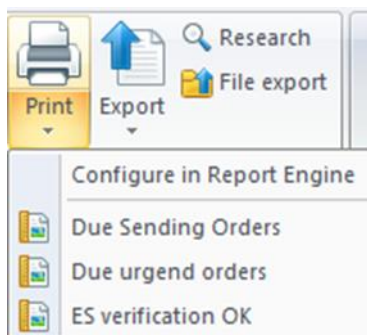 Research
File export
Print
Export
Configure in Report Engine
Due Sending Orders
Due urgend orders
ES verification OK